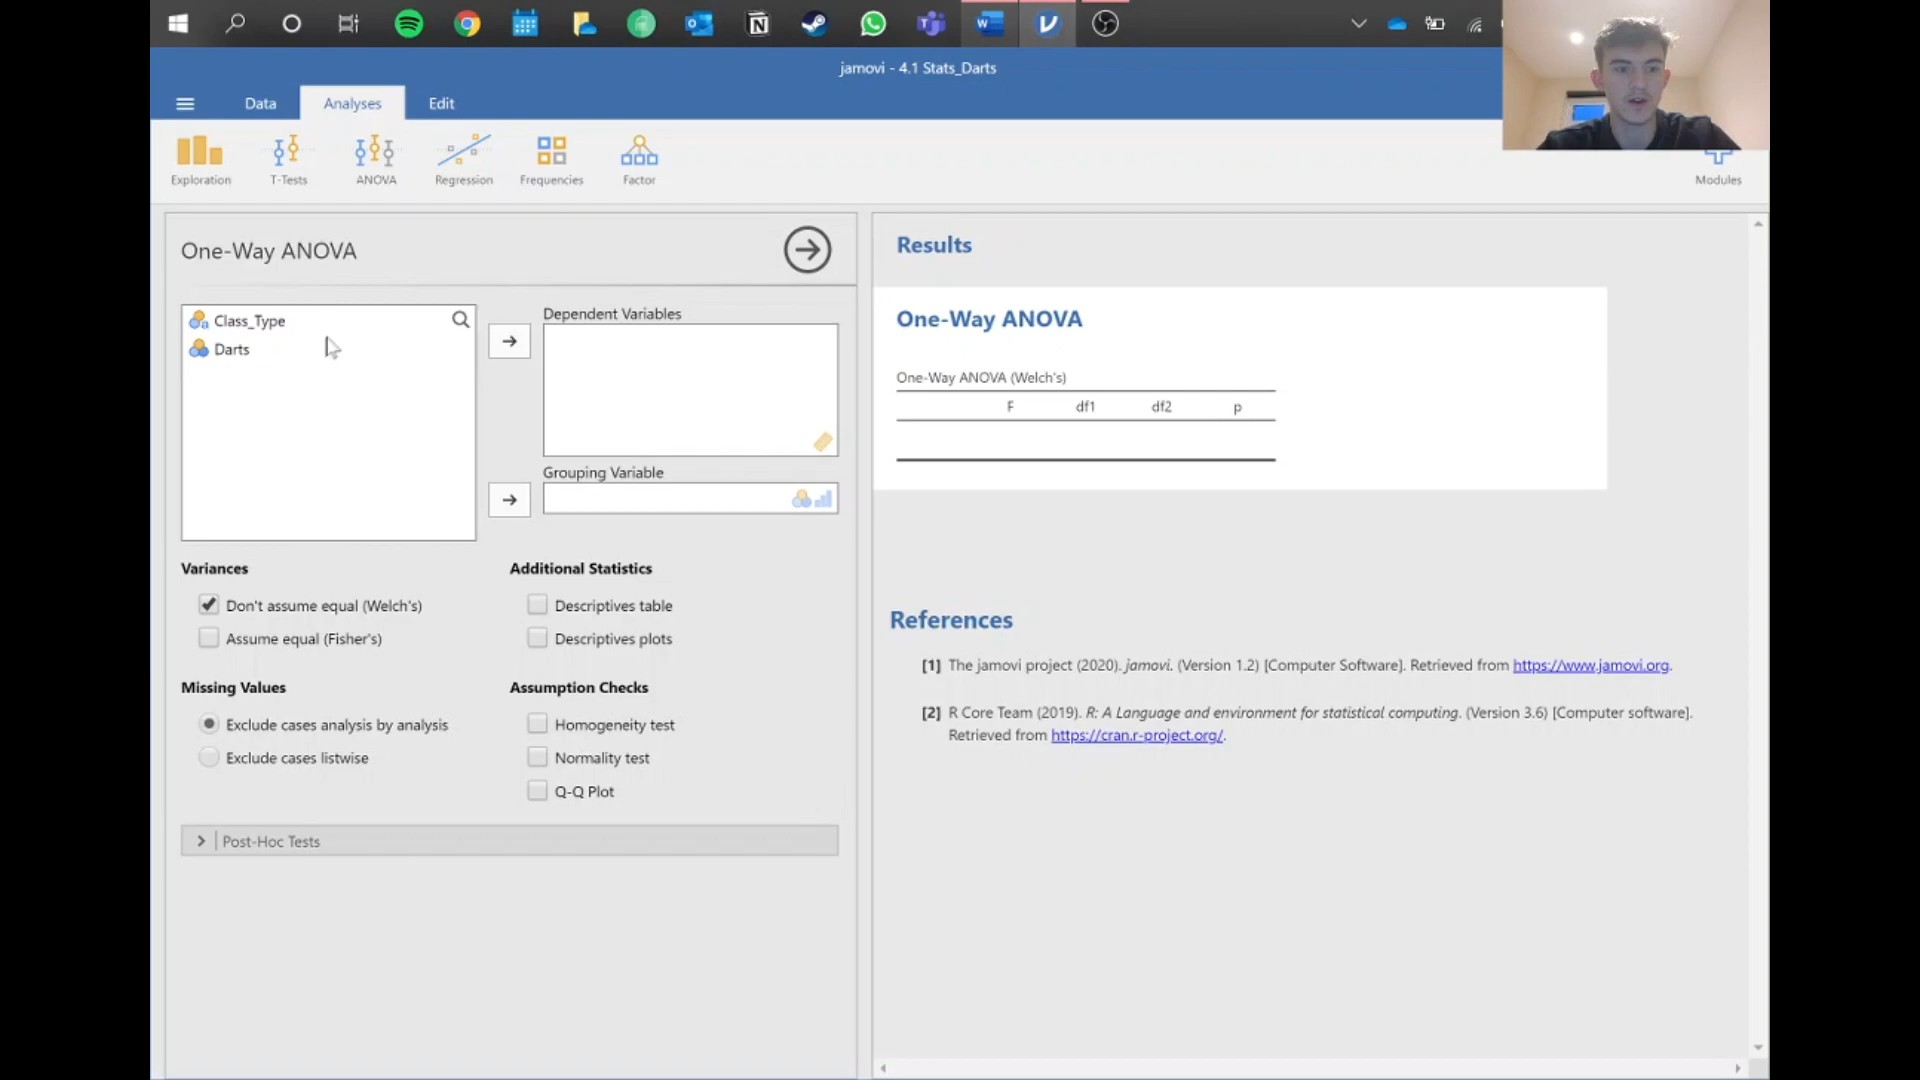 jamovi - 4.1 Stats_Darts
Data
Analyses
Edit
Exploration
T-Tests
ANOVA
Regression
Frequencies
Factor
Modules
One-Way ANOVA
Class_Type
Darts
Dependent Variables
Grouping Variable
Variances
Don't assume equal (Welch's)
Assume equal (Fisher's)
Additional Statistics
Descriptives table
Descriptives plots
Missing Values
Exclude cases analysis by analysis
Exclude cases listwise
Assumption Checks
Homogeneity test
Normality test
Q-Q Plot
Post-Hoc Tests
Results
One-Way ANOVA
One-Way ANOVA (Welch's)
F df1 df2 p
References
[1] The jamovi project (2020). jamovi. (Version 1.2) [Computer Software]. Retrieved from https://www.jamovi.org.
[2] R Core Team (2019). R: A Language and environment for statistical computing. (Version 3.6) [Computer software].
Retrieved from https://cran.r-project.org/.